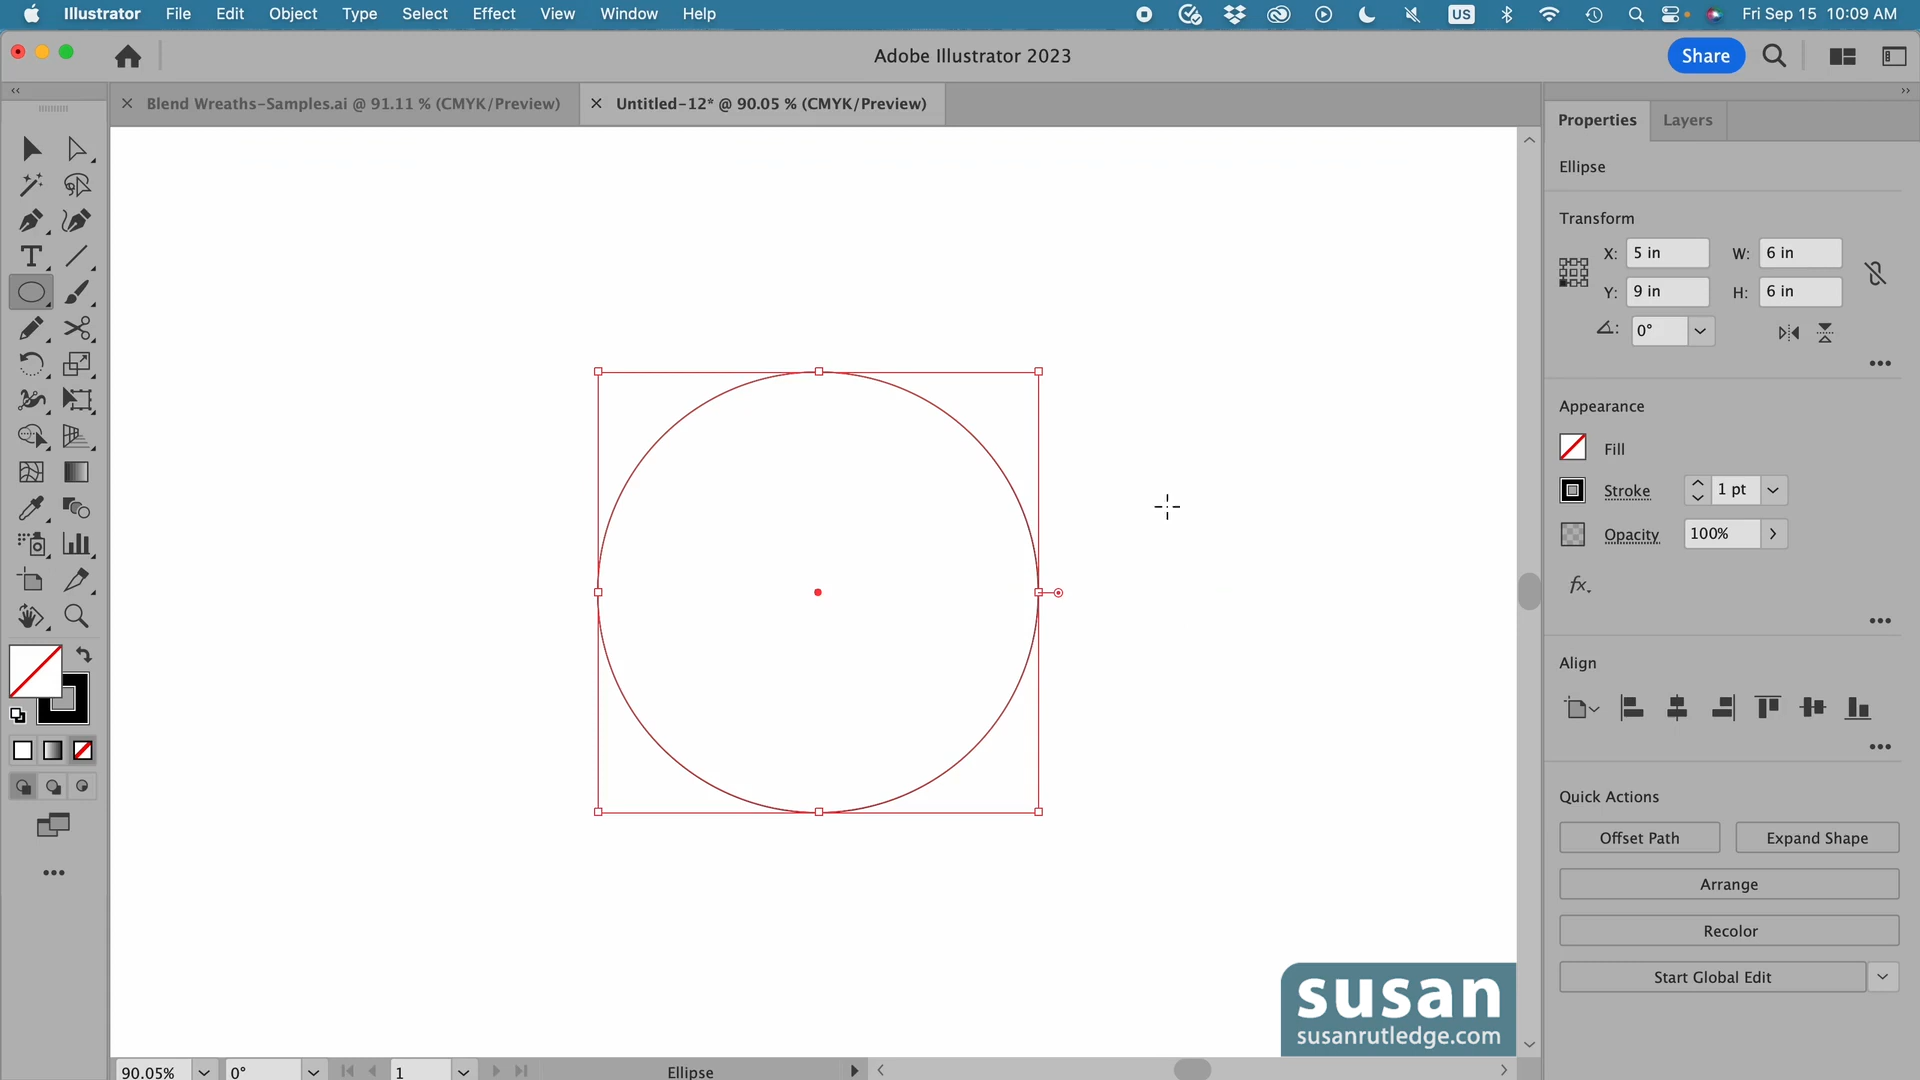 Illustrator File Edit Object Type Select Effect View Window Help US Fri Sep 15 10:09 AM
Adobe Illustrator 2023 Share
Blend Wreaths-Samples.ai @ 91.11 % (CMYK/Preview) Untitled-12* @ 90.05 % (CMYK/Preview)
Properties Layers
Ellipse
Transform
X: 5 in W: 6 in
Y: 9 in H: 6 in
0°
Appearance
Fill
Stroke 1 pt
Opacity 100%
fx
Align
Quick Actions
Offset Path Expand Shape
Arrange
Recolor
Start Global Edit
susan
susanrutledge.com
90.05% 0° 1 Ellipse